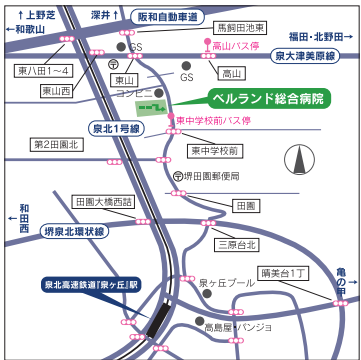 ↑上野芝
深井↑
阪和自動車道
馬飼田池東
←和歌山
福田・北野田→
GS
高山バス停
泉大津美原線
東八田1〜4
東山
GS
高山
東山西
コンビニ
ベルランド総合病院
泉北1号線
東中学校前バス停
第2田園北
東中学校前
堺田園郵便局
田園大橋西詰
田園
←和田西
堺泉北環状線
三原台北
亀の甲→
晴美台1丁
泉北高速鉄道『泉ヶ丘』駅
泉ヶ丘プール
高島屋・パンジョ